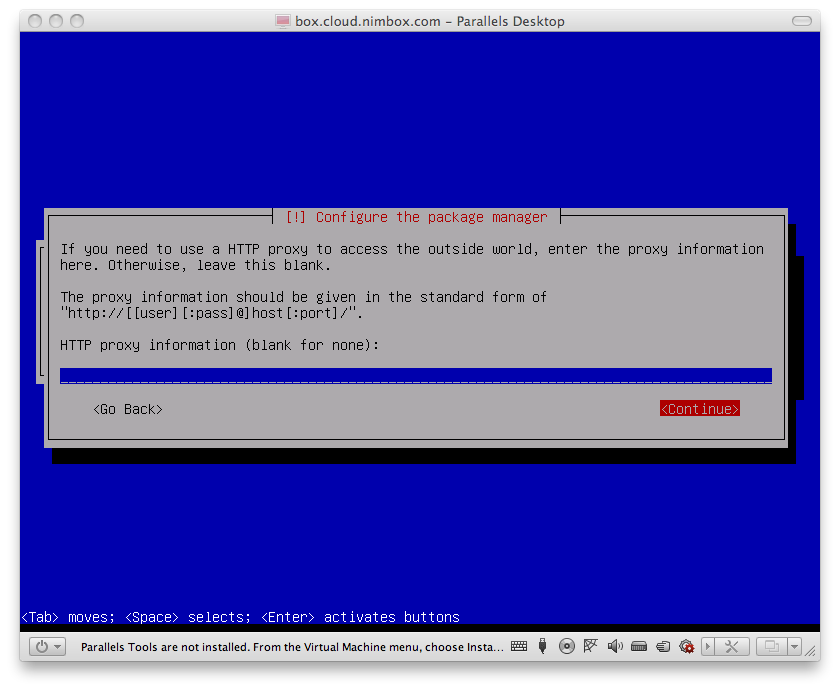 box.cloud.nimbox.com – Parallels Desktop
[!] Configure the package manager
If you need to use a HTTP proxy to access the outside world, enter the proxy information
here. Otherwise, leave this blank.
The proxy information should be given in the standard form of
"http://[[user][:pass]@]host[:port]/".
HTTP proxy information (blank for none):
<Go Back>
<Continue>
<Tab> moves; <Space> selects; <Enter> activates buttons
Parallels Tools are not installed. From the Virtual Machine menu, choose Insta...